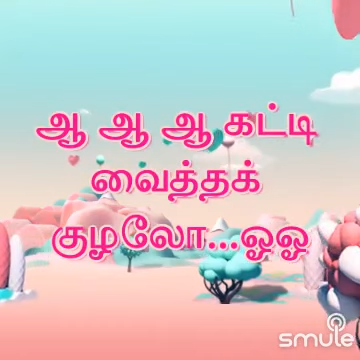 ஆ ஆ ஆ கட்டி
வைத்தக்
குழலோ...ஓஓ
smule